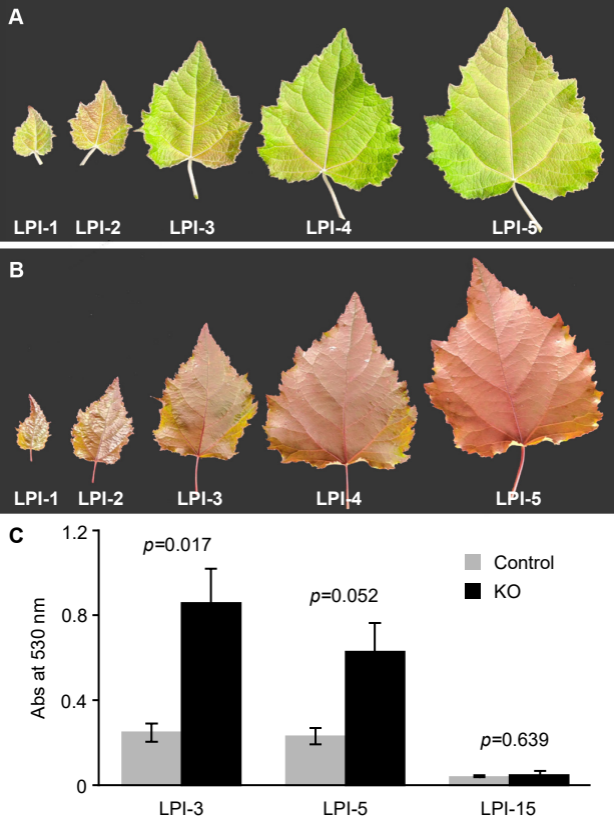 A
LPI-1 LPI-2 LPI-3 LPI-4 LPI-5
B
LPI-1 LPI-2 LPI-3 LPI-4 LPI-5
C
1.2
0.8
0.4
0
Abs at 530 nm
p=0.017
p=0.052
p=0.639
Control
KO
LPI-3 LPI-5 LPI-15